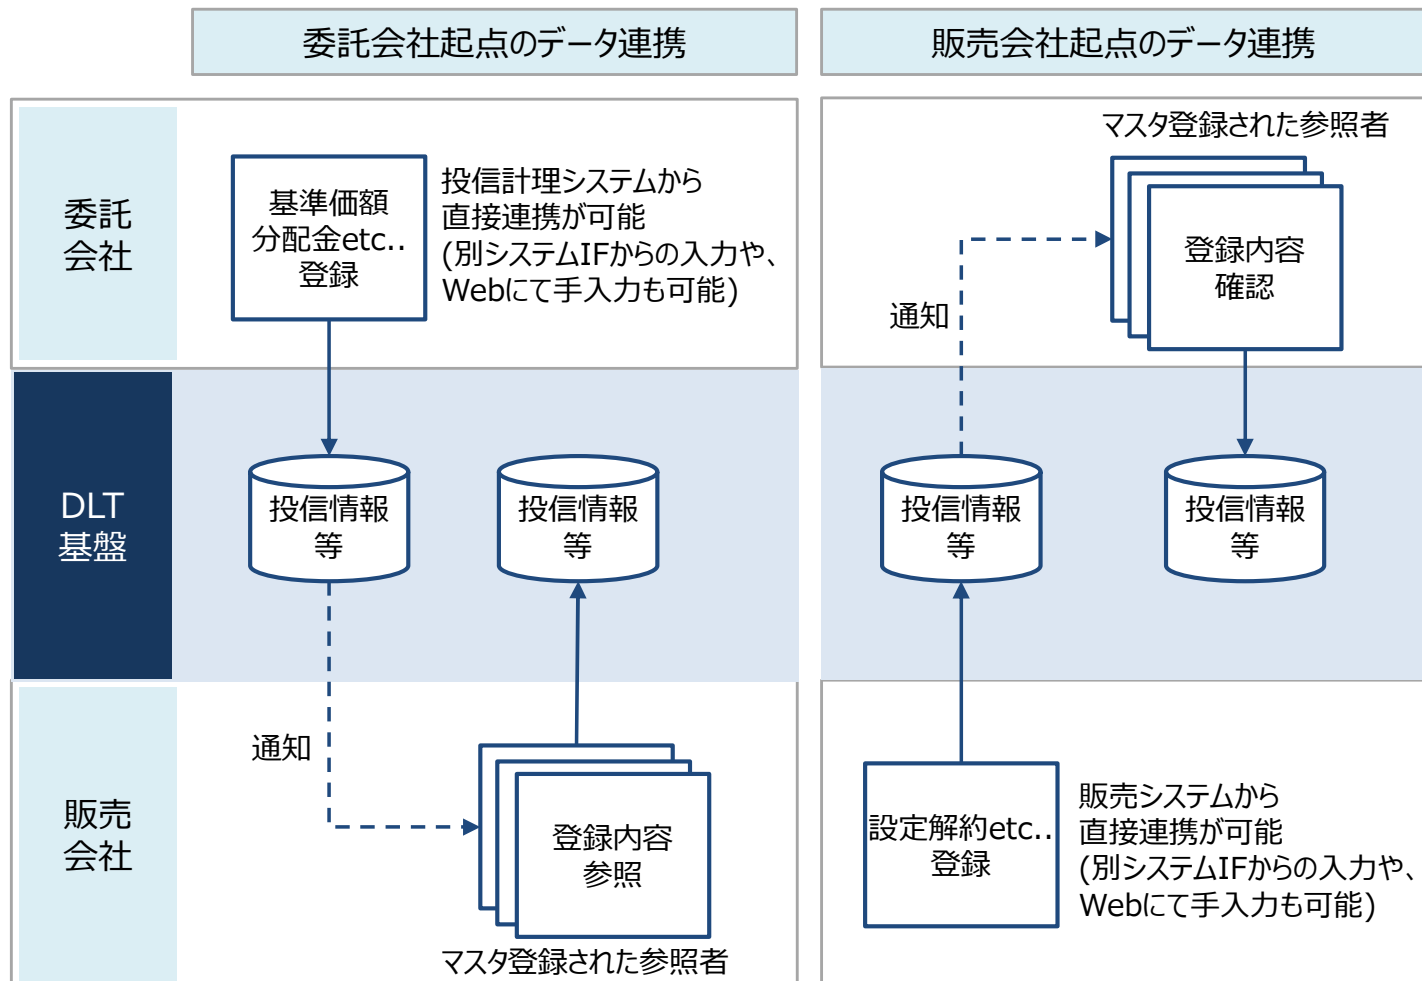 委託会社起点のデータ連携
販売会社起点のデータ連携
委託
会社
基準価額
分配金etc..
登録
投信計理システムから
直接連携が可能
(別システムIFからの入力や、
Webにて手入力も可能)
マスタ登録された参照者
登録内容
確認
通知
DLT
基盤
投信情報
等
投信情報
等
投信情報
等
投信情報
等
販売
会社
通知
登録内容
参照
マスタ登録された参照者
設定解約etc..
登録
販売システムから
直接連携が可能
(別システムIFからの入力や、
Webにて手入力も可能)